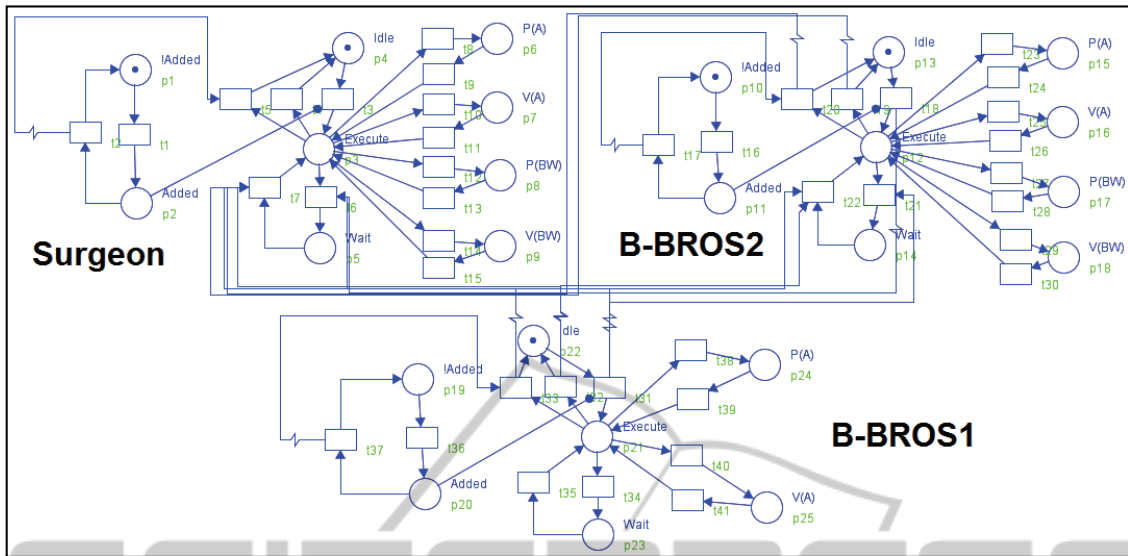 Surgeon
!Added
p1
t2
t1
Added
p2
Idle
p4
t5
t3
Execute
p3
t7
t6
Wait
p5
t8
P(A)
p6
t9
t10
V(A)
p7
t11
t12
P(BW)
p8
t13
t14
V(BW)
p9
t15
B-BROS2
!Added
p10
t17
t16
Added
p11
Idle
p13
t20
t19
t18
Execute
p12
t22
t21
Wait
p14
t23
P(A)
p15
t24
t25
V(A)
p16
t26
t27
P(BW)
p17
t28
t29
V(BW)
p18
t30
B-BROS1
!Added
p19
t37
t36
Added
p20
Idle
p22
t33
t32
t31
Execute
p21
t35
t34
Wait
p23
t38
P(A)
p24
t39
t40
V(A)
p25
t41